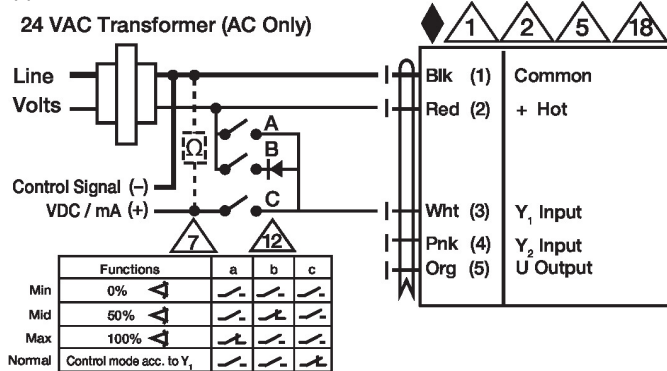 24 VAC Transformer (AC Only)
1 2 5 18
Line
Volts
Blk (1) Common
Red (2) + Hot
A
B
C
Ω
Control Signal (–)
VDC / mA (+)
Wht (3) Y₁ Input
Pnk (4) Y₂ Input
Org (5) U Output
7 12
Functions a b c
Min 0%
Mid 50%
Max 100%
Normal Control mode acc. to Y₁